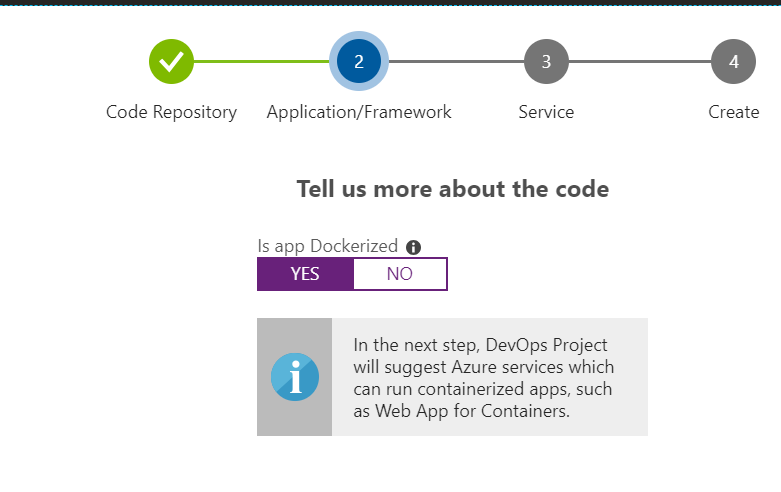 2
3
4
Code Repository
Application/Framework
Service
Create
Tell us more about the code
Is app Dockerized
YES
NO
In the next step, DevOps Project
will suggest Azure services which
can run containerized apps, such
as Web App for Containers.